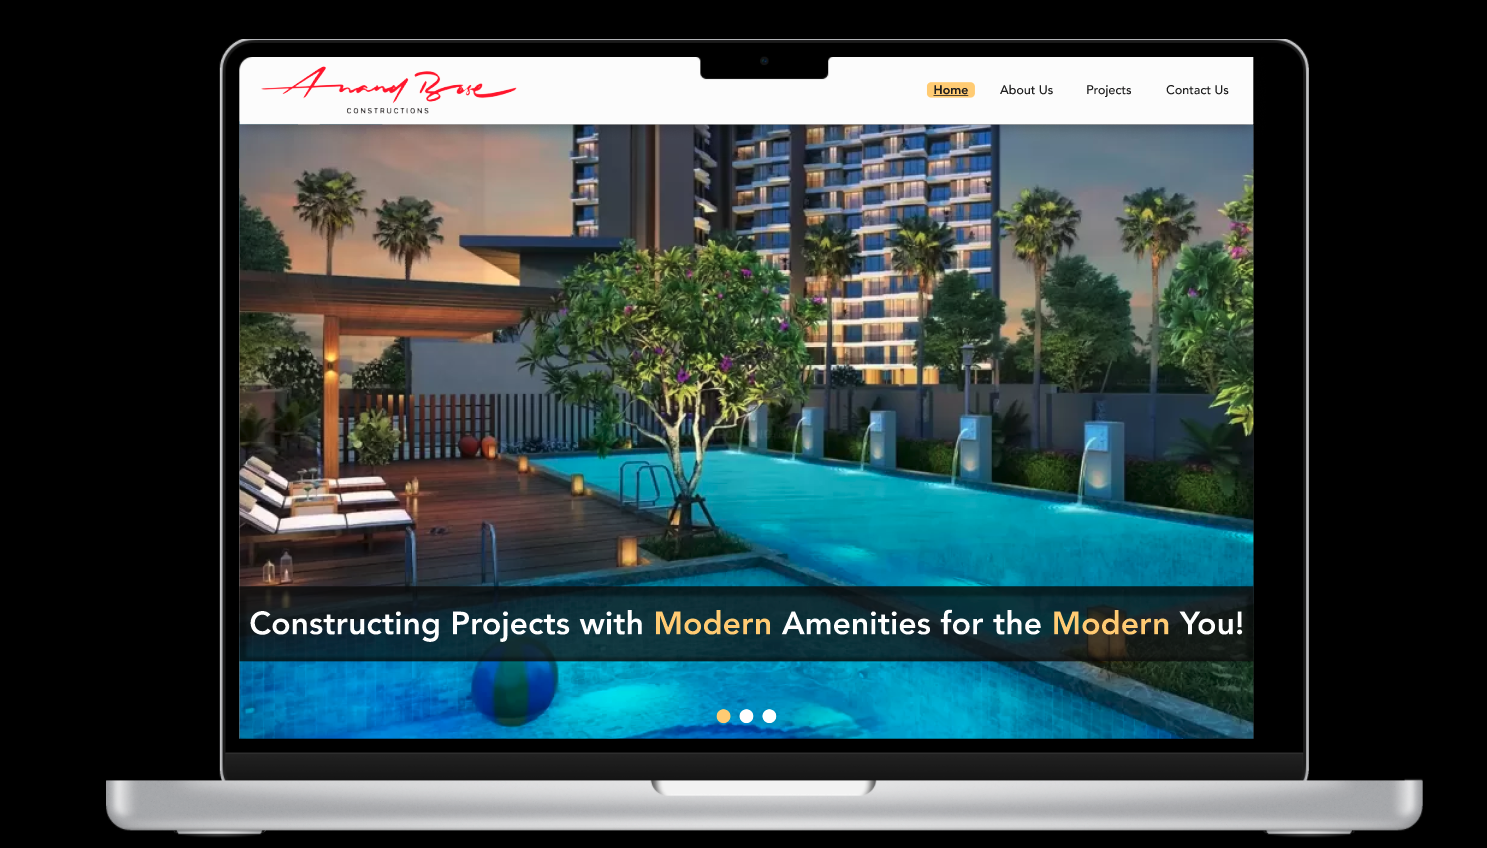 Anand Bose
CONSTRUCTIONS
Home
About Us
Projects
Contact Us
Constructing Projects with Modern Amenities for the Modern You!